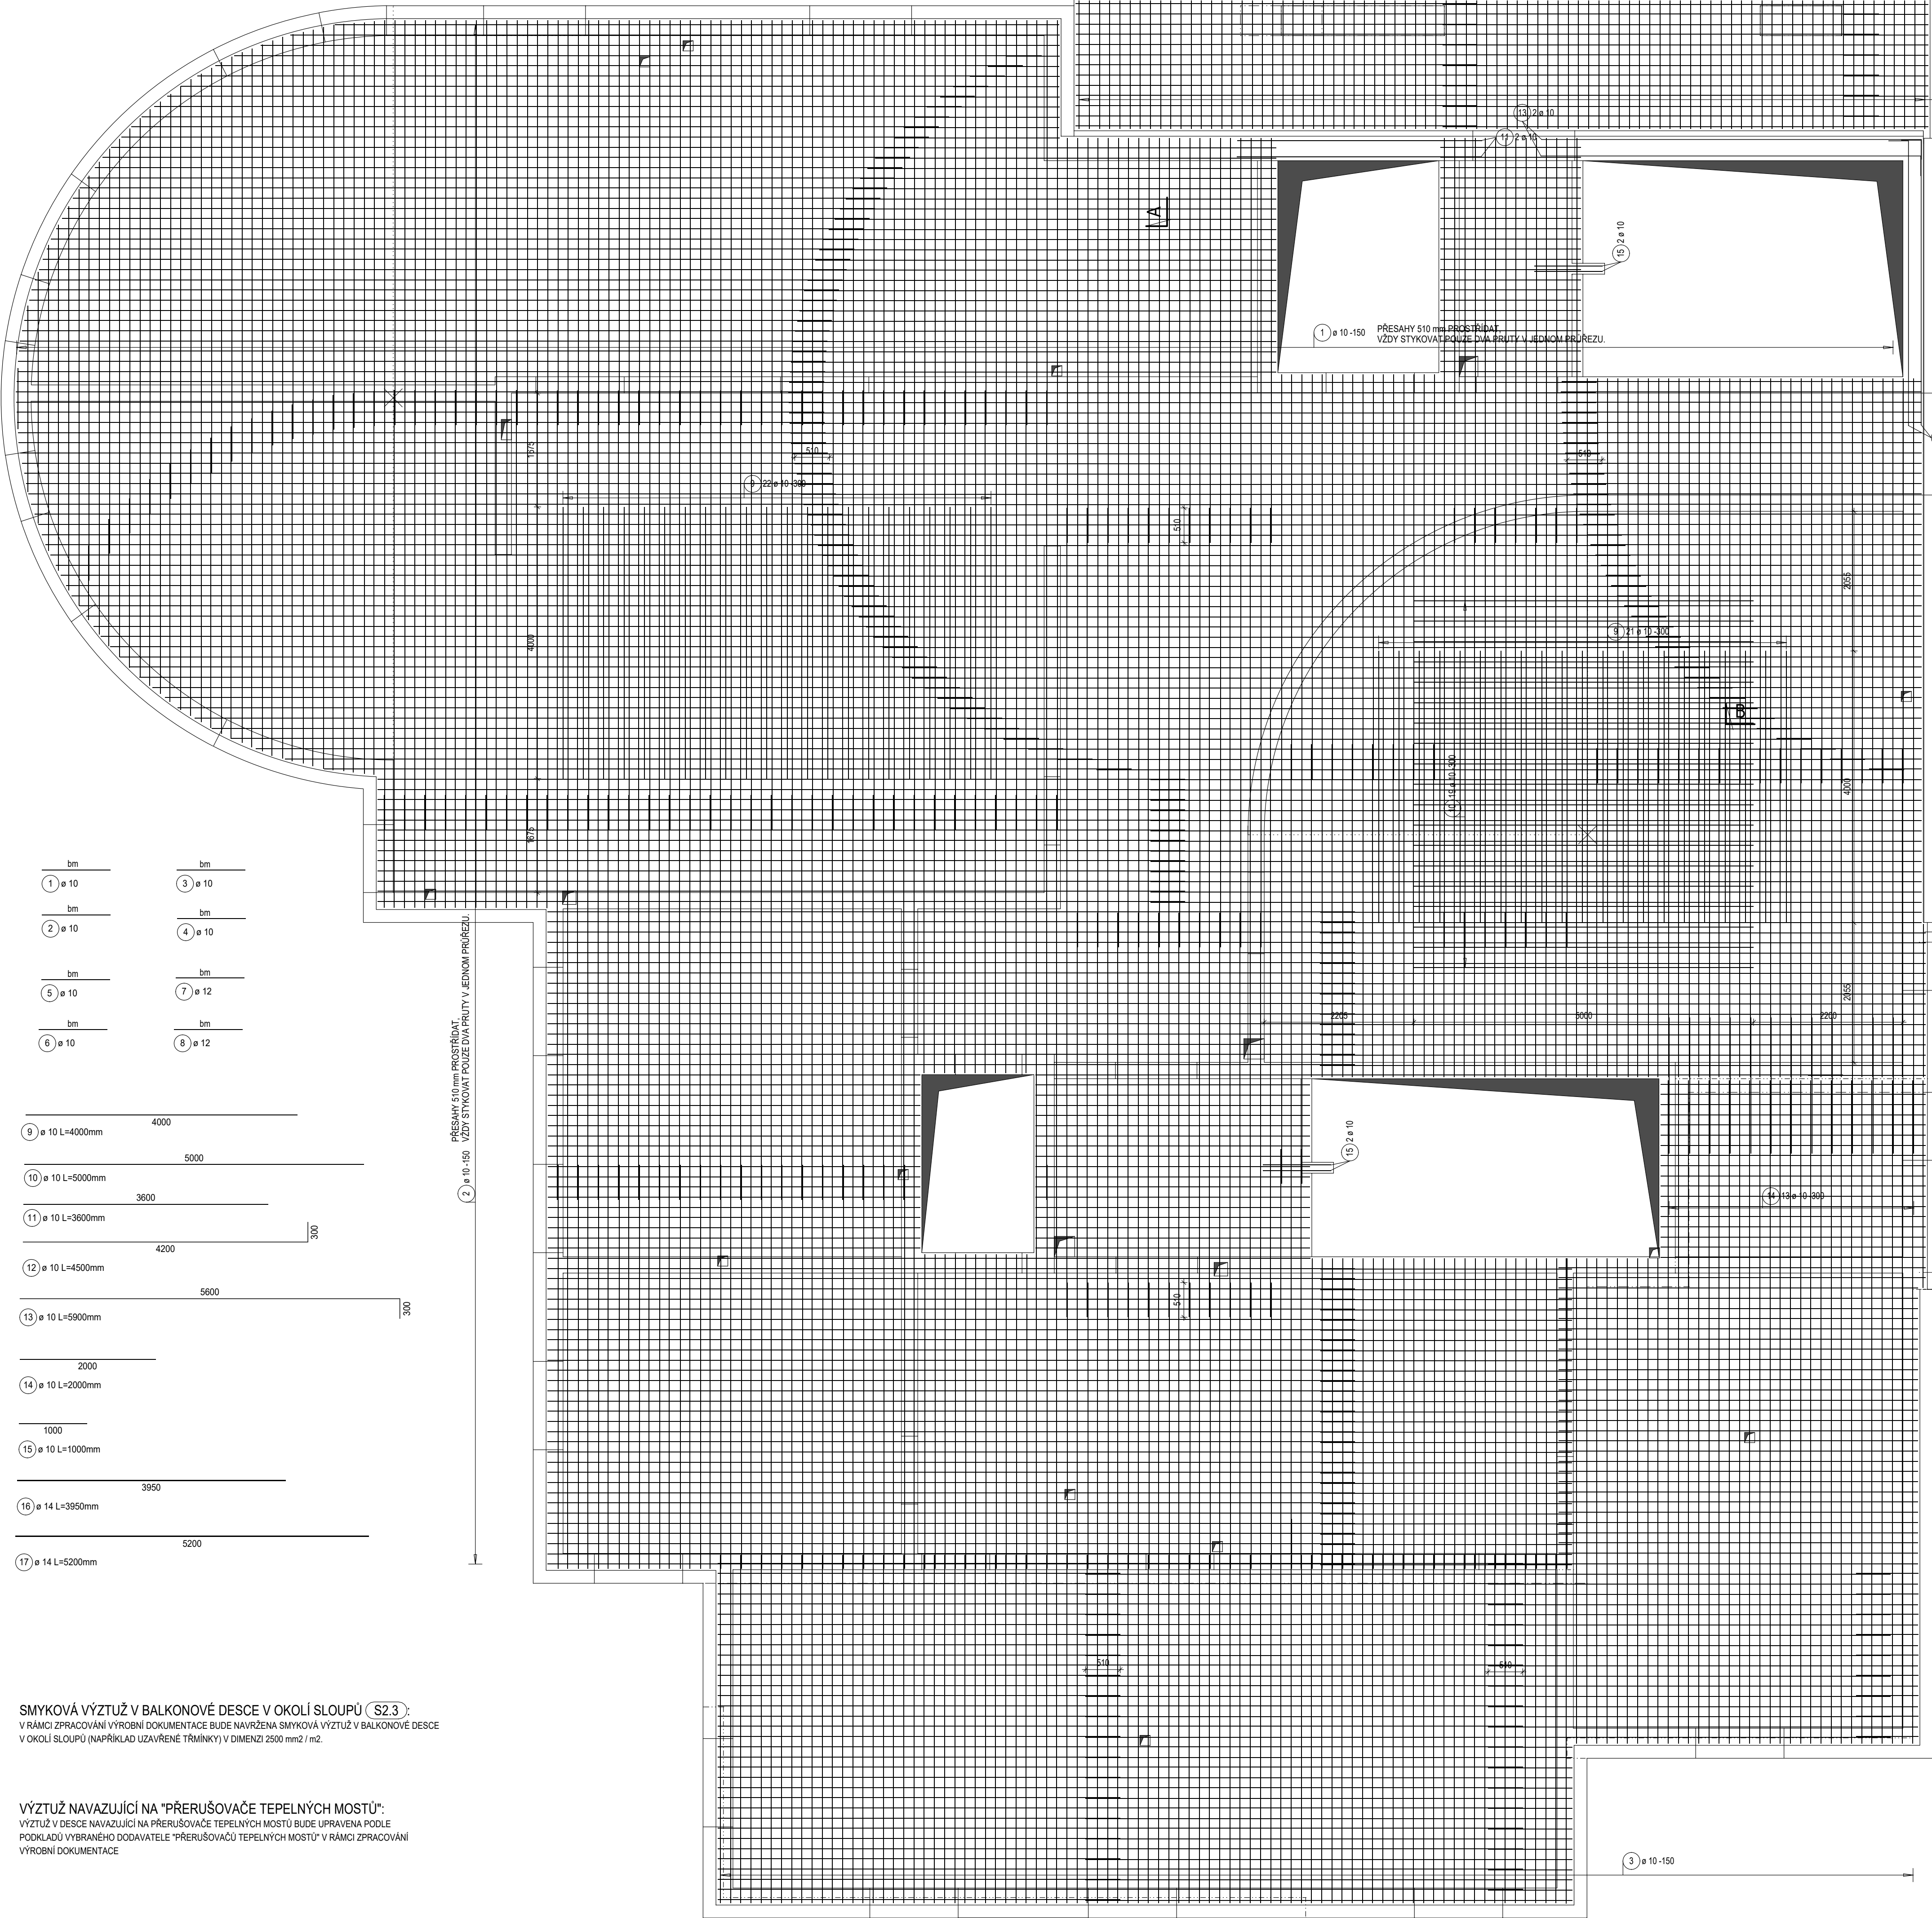 13 2 ø 10
11 2 ø 10
A
15 2 ø 10
1 ø 10 -150 PŘESAHY 510 mm PROSTŘÍDAT,
VŽDY STYKOVAT POUZE DVA PRUTY V JEDNOM PRŮŘEZU.
1575
510
510
22 ø 10 -300
510
2055
4000
9 21 ø 10 -300
B
10 19 ø 10 -300
4000
1675
bm
1 ø 10
bm
3 ø 10
bm
2 ø 10
bm
4 ø 10
bm
5 ø 10
bm
7 ø 12
bm
6 ø 10
bm
8 ø 12
2 ø 10 -150 PŘESAHY 510 mm PROSTŘÍDAT,
VŽDY STYKOVAT POUZE DVA PRUTY V JEDNOM PRŮŘEZU.
2055
2205
5000
2200
4000
9 ø 10 L=4000mm
5000
10 ø 10 L=5000mm
3600
11 ø 10 L=3600mm
300
4200
12 ø 10 L=4500mm
5600
300
13 ø 10 L=5900mm
2000
14 ø 10 L=2000mm
1000
15 ø 10 L=1000mm
3950
16 ø 14 L=3950mm
5200
17 ø 14 L=5200mm
15 2 ø 10
14 13 ø 10 -300
510
510
510
SMYKOVÁ VÝZTUŽ V BALKONOVÉ DESCE V OKOLÍ SLOUPŮ S2.3 :
V RÁMCI ZPRACOVÁNÍ VÝROBNÍ DOKUMENTACE BUDE NAVRŽENA SMYKOVÁ VÝZTUŽ V BALKONOVÉ DESCE
V OKOLÍ SLOUPŮ (NAPŘÍKLAD UZAVŘENÉ TŘMÍNKY) V DIMENZI 2500 mm2 / m2.
VÝZTUŽ NAVAZUJÍCÍ NA "PŘERUŠOVAČE TEPELNÝCH MOSTŮ":
VÝZTUŽ V DESCE NAVAZUJÍCÍ NA PŘERUŠOVAČE TEPELNÝCH MOSTŮ BUDE UPRAVENA PODLE
PODKLADŮ VYBRANÉHO DODAVATELE "PŘERUŠOVAČŮ TEPELNÝCH MOSTŮ" V RÁMCI ZPRACOVÁNÍ
VÝROBNÍ DOKUMENTACE
3 ø 10 -150